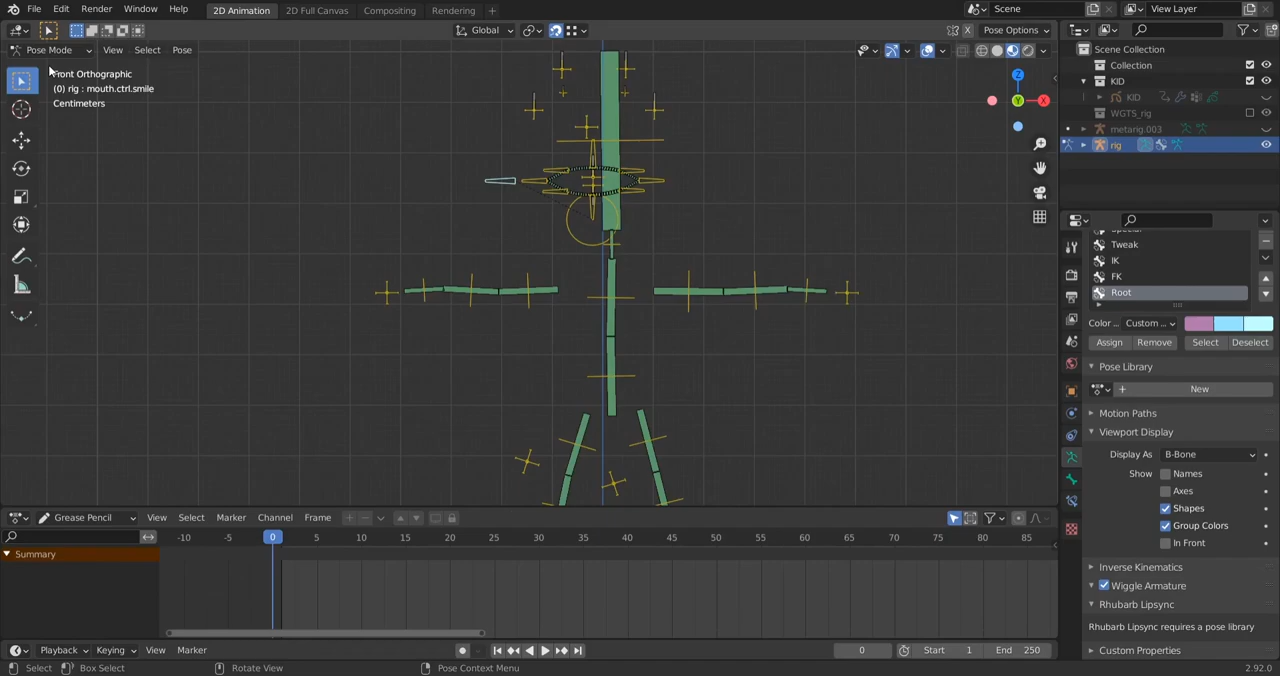 File Edit Render Window Help 2D Animation 2D Full Canvas Compositing Rendering Scene View Layer
Global Pose Options
Pose Mode View Select Pose
Front Orthographic
(0) rig : mouth.ctrl.smile
Centimeters
Z
Y
X
Scene Collection
Collection
KID
KID
WGTS_rig
metarig.003
rig
Tweak
IK
FK
Root
Color ... Custom ...
Assign Remove Select Deselect
Pose Library
New
Motion Paths
Viewport Display
Display As B-Bone
Show Names
Axes
Shapes
Group Colors
In Front
Inverse Kinematics
Wiggle Armature
Rhubarb Lipsync
Rhubarb Lipsync requires a pose library
Custom Properties
Grease Pencil View Select Marker Channel Frame
-10 -5 0 5 10 15 20 25 30 35 40 45 50 55 60 65 70 75 80 85
Summary
Playback Keying View Marker 0 Start 1 End 250
Select Box Select Rotate View Pose Context Menu 2.92.0